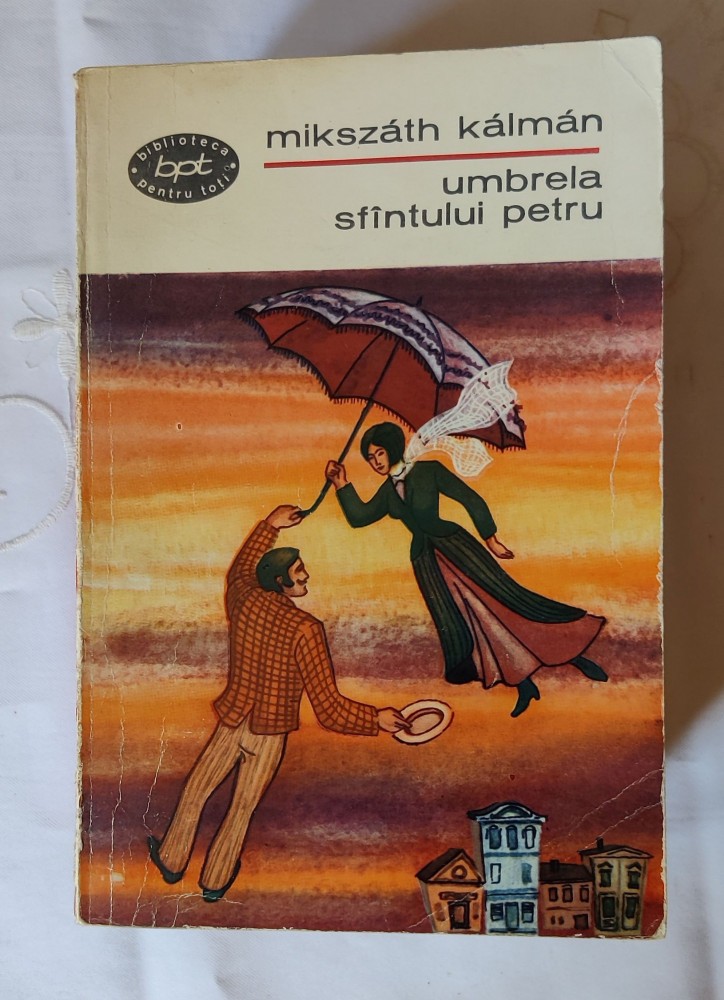 biblioteca
bpt
pentru toți
mikszáth kálmán
umbrela
sfîntului petru